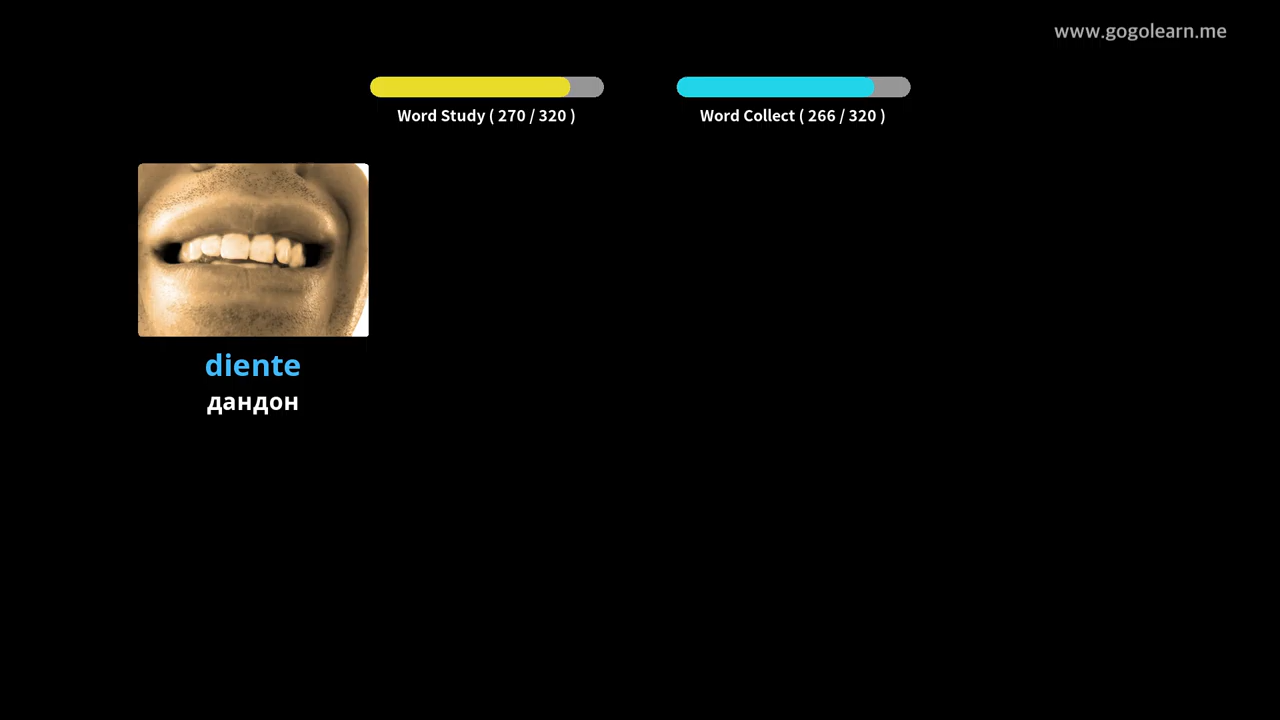 www.gogolearn.me
Word Study ( 270 / 320 )
Word Collect ( 266 / 320 )
diente
дандон